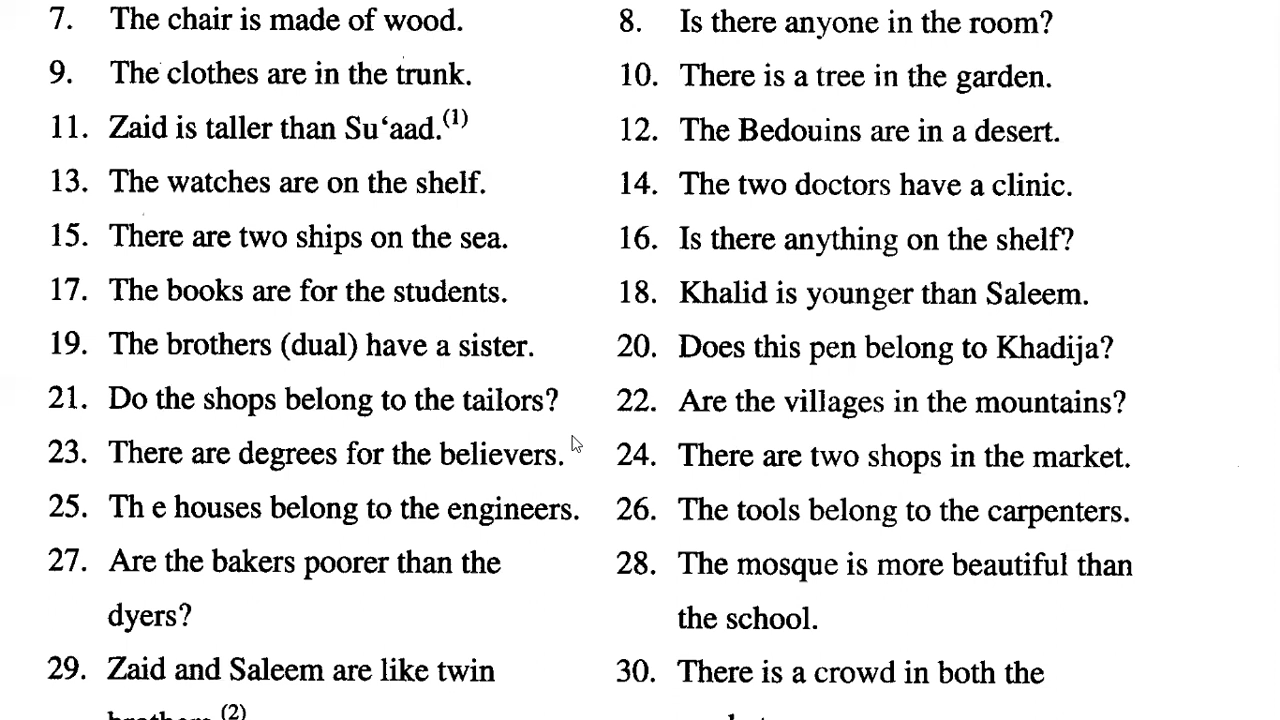 7. The chair is made of wood.
8. Is there anyone in the room?
9. The clothes are in the trunk.
10. There is a tree in the garden.
11. Zaid is taller than Su‘aad.(1)
12. The Bedouins are in a desert.
13. The watches are on the shelf.
14. The two doctors have a clinic.
15. There are two ships on the sea.
16. Is there anything on the shelf?
17. The books are for the students.
18. Khalid is younger than Saleem.
19. The brothers (dual) have a sister.
20. Does this pen belong to Khadija?
21. Do the shops belong to the tailors?
22. Are the villages in the mountains?
23. There are degrees for the believers.
24. There are two shops in the market.
25. Th e houses belong to the engineers.
26. The tools belong to the carpenters.
27. Are the bakers poorer than the
dyers?
28. The mosque is more beautiful than
the school.
29. Zaid and Saleem are like twin
brothers.(2)
30. There is a crowd in both the